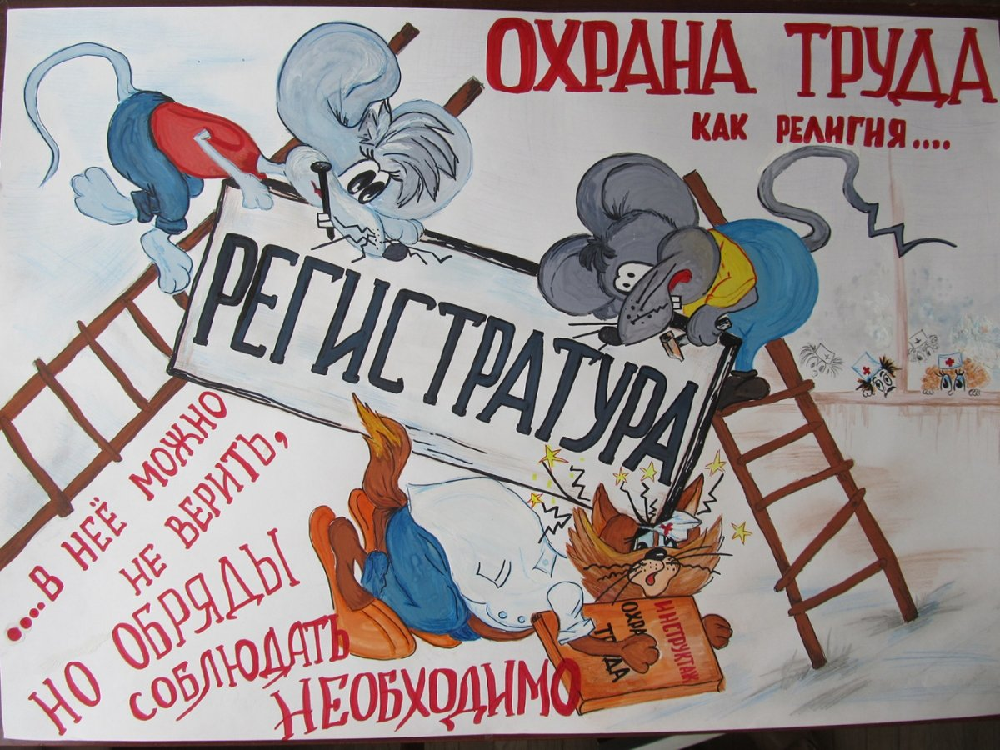 ОХРАНА ТРУДА
КАК РЕЛИГИЯ....
РЕГИСТРАТУРА
....В НЕЁ МОЖНО
НЕ ВЕРИТЬ,
НО ОБРЯДЫ
СОБЛЮДАТЬ
НЕОБХОДИМО
ИНСТРУКТАЖ
ОХРАНА
ТРУДА